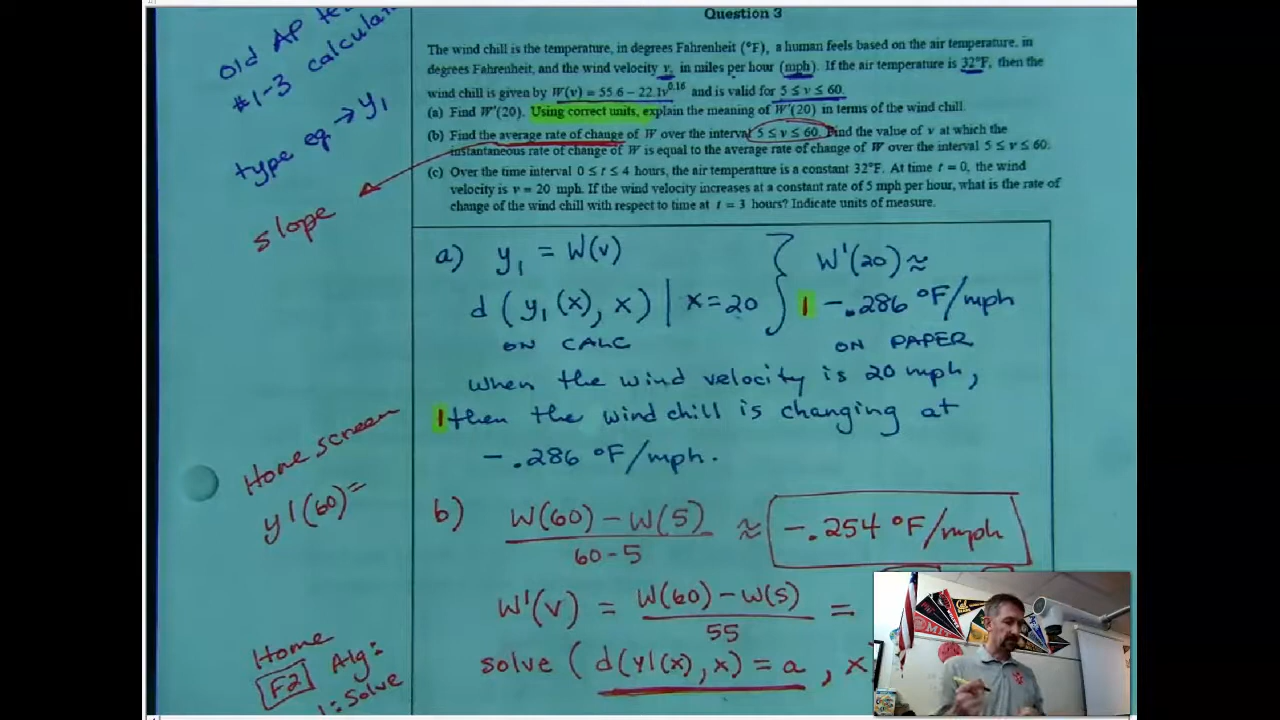 Question 3
old AP te
#1-3 calcula
type eq → y1
slope
The wind chill is the temperature, in degrees Fahrenheit (°F), a human feels based on the air temperature, in
degrees Fahrenheit, and the wind velocity v, in miles per hour (mph). If the air temperature is 32°F, then the
wind chill is given by W(v) = 55.6 − 22.1v^0.16 and is valid for 5 ≤ v ≤ 60.
(a) Find W'(20). Using correct units, explain the meaning of W'(20) in terms of the wind chill.
(b) Find the average rate of change of W over the interval 5 ≤ v ≤ 60. Find the value of v at which the
instantaneous rate of change of W is equal to the average rate of change of W over the interval 5 ≤ v ≤ 60.
(c) Over the time interval 0 ≤ t ≤ 4 hours, the air temperature is a constant 32°F. At time t = 0, the wind
velocity is v = 20 mph. If the wind velocity increases at a constant rate of 5 mph per hour, what is the rate of
change of the wind chill with respect to time at t = 3 hours? Indicate units of measure.
a) y1 = W(v) W'(20) ≈
d(y1(x), x) | x=20 1 −.286 °F/mph
ON CALC ON PAPER
When the wind velocity is 20 mph,
1 then the wind chill is changing at
−.286 °F/mph.
Home screen
y1(60)=
b) W(60) − W(5) ≈ −.254 °F/mph
60 - 5
W'(v) = W(60) − W(5) =
55
solve ( d(y1(x), x) = a , x
Home
F2 Alg:
1: Solve
MIT
Cal